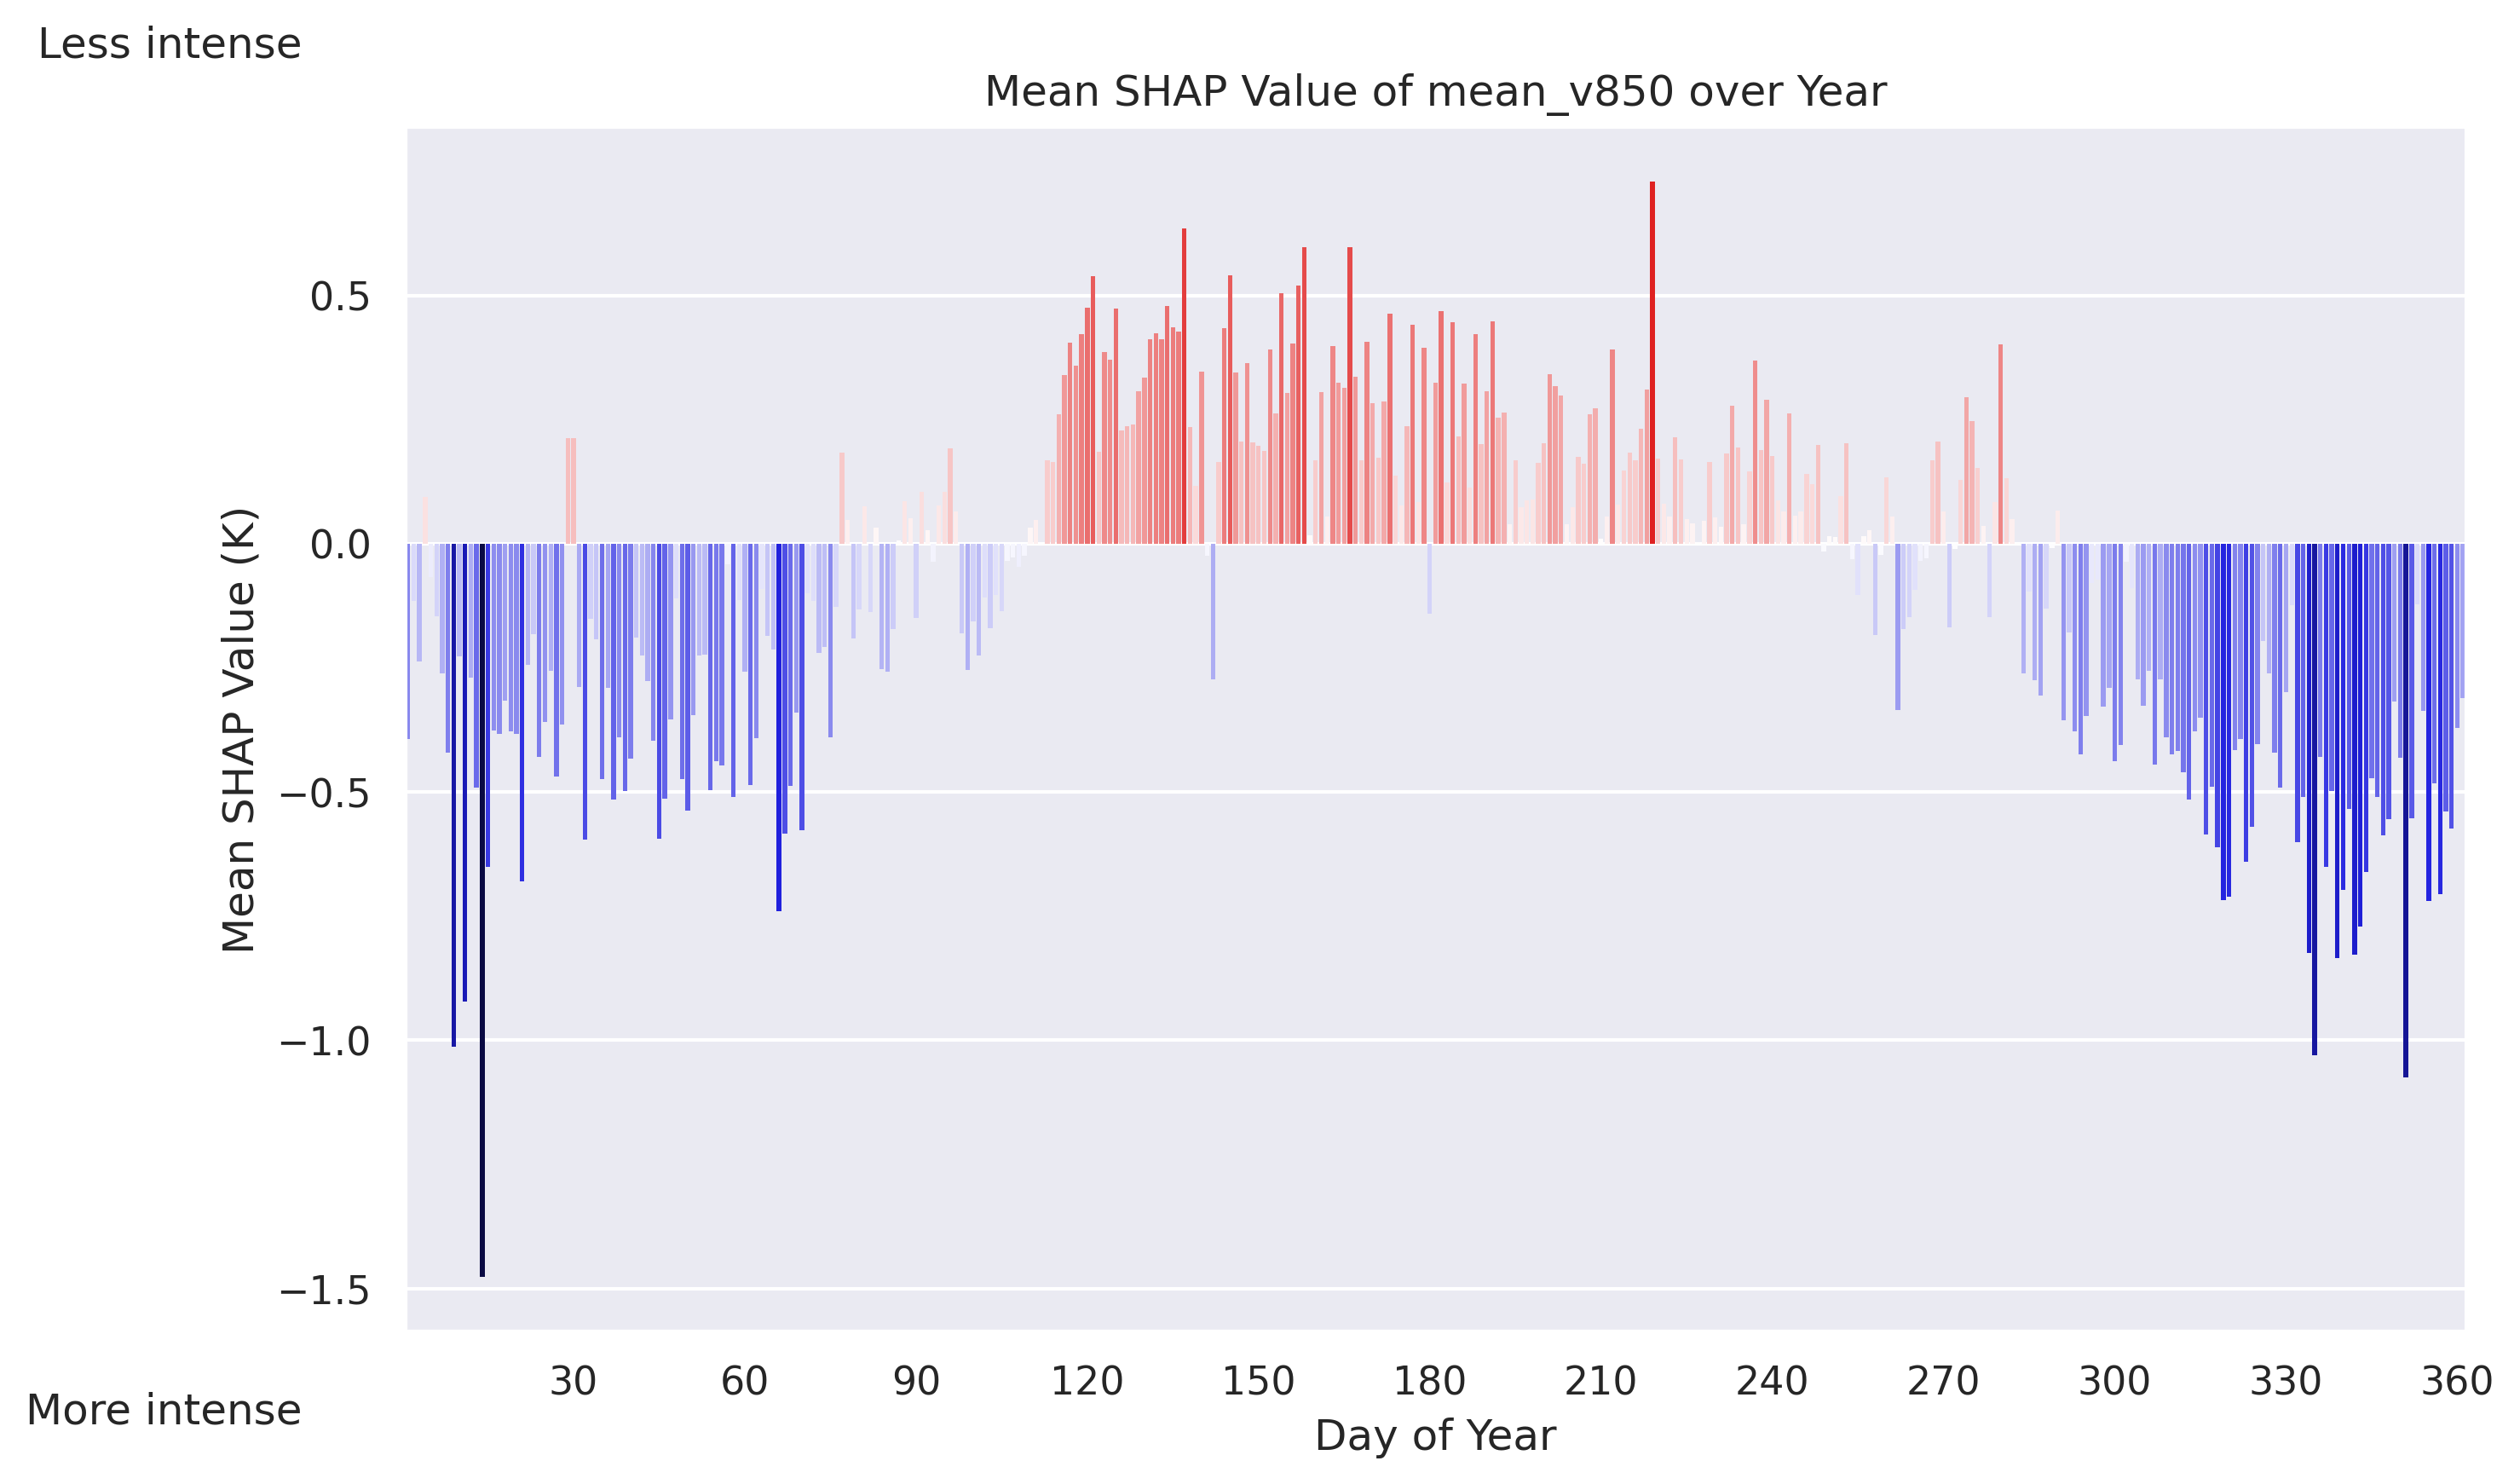 Less intense
Mean SHAP Value of mean_v850 over Year
Mean SHAP Value (K)
0.5
0.0
−0.5
−1.0
−1.5
30 60 90 120 150 180 210 240 270 300 330 360
More intense
Day of Year